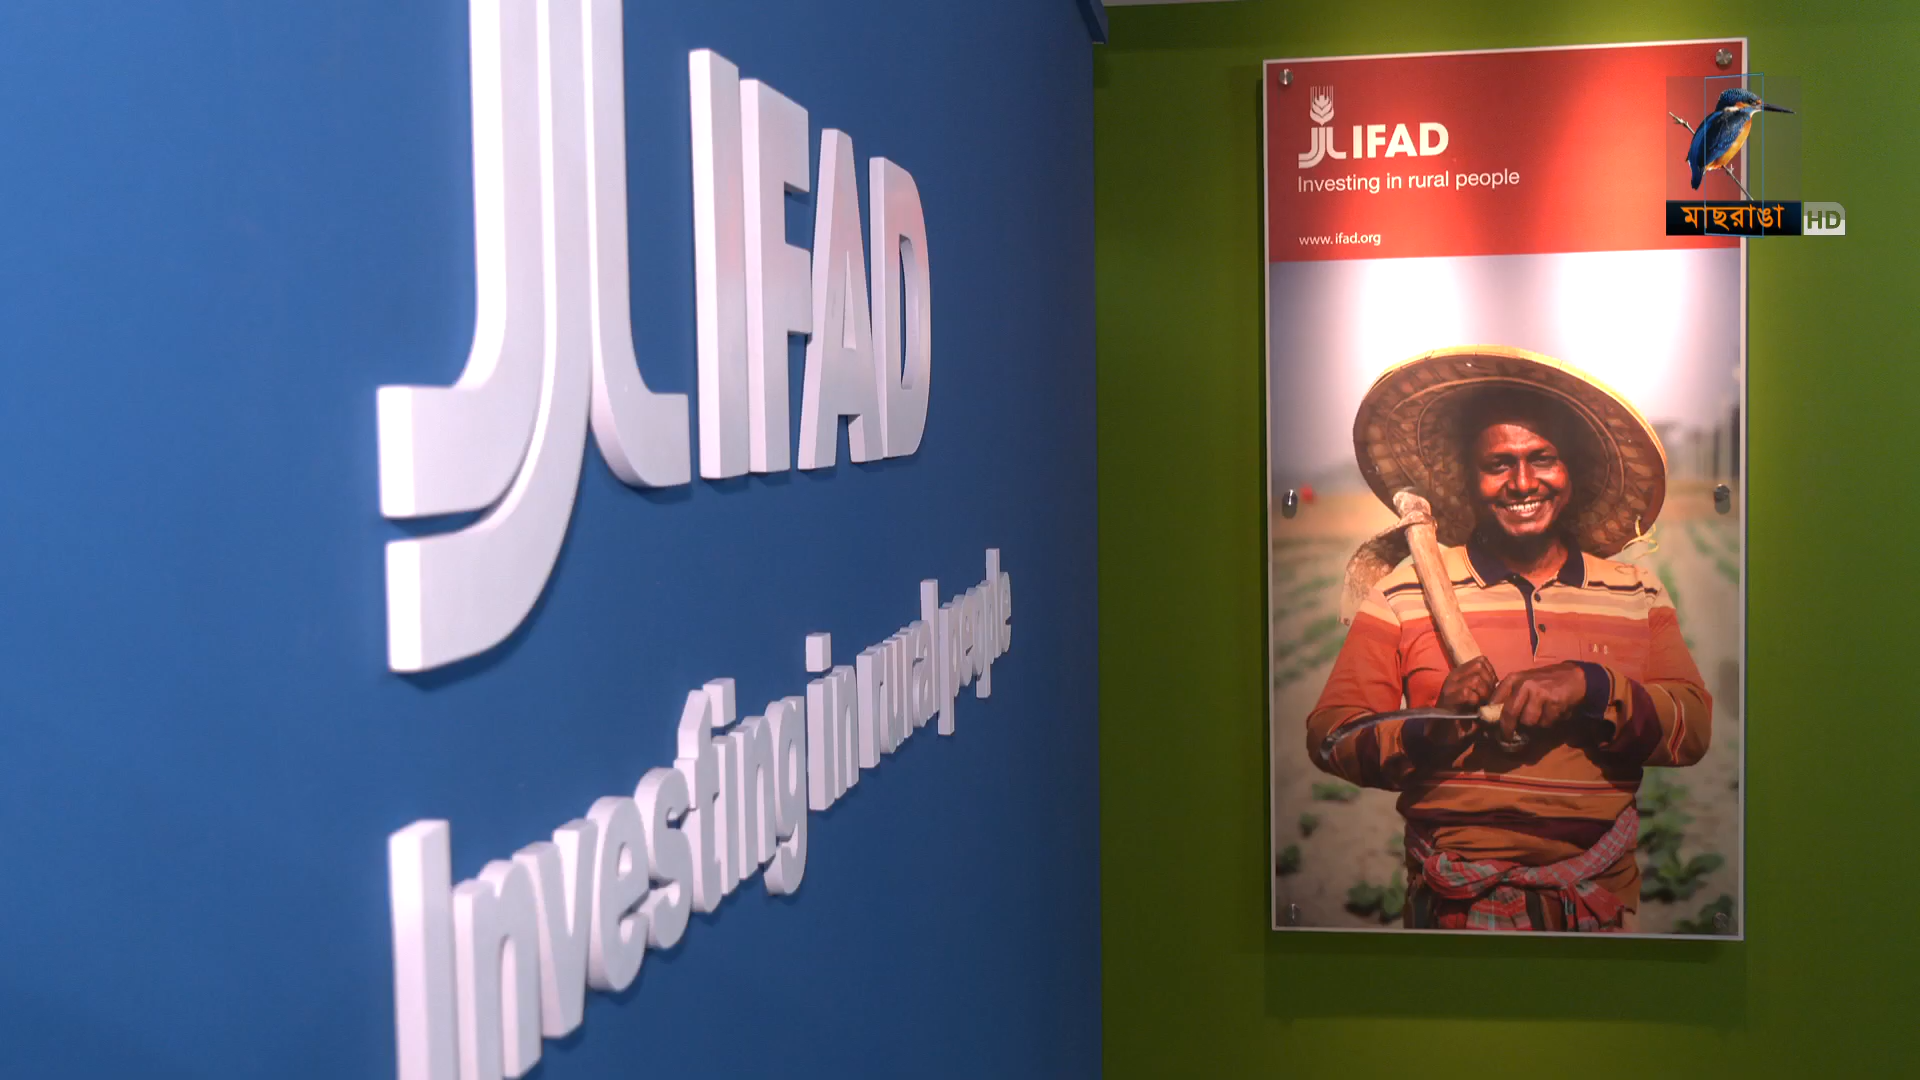 IFAD
Investing in rural people
IFAD
Investing in rural people
www.ifad.org
A S
মাছরাঙা HD